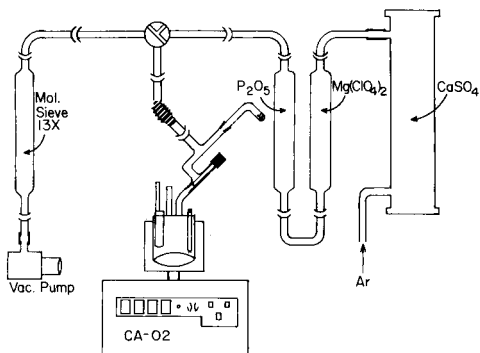 Mol.
Sieve
13X
P2O5
Mg(ClO4)2
CaSO4
Vac. Pump
Ar
CA-02